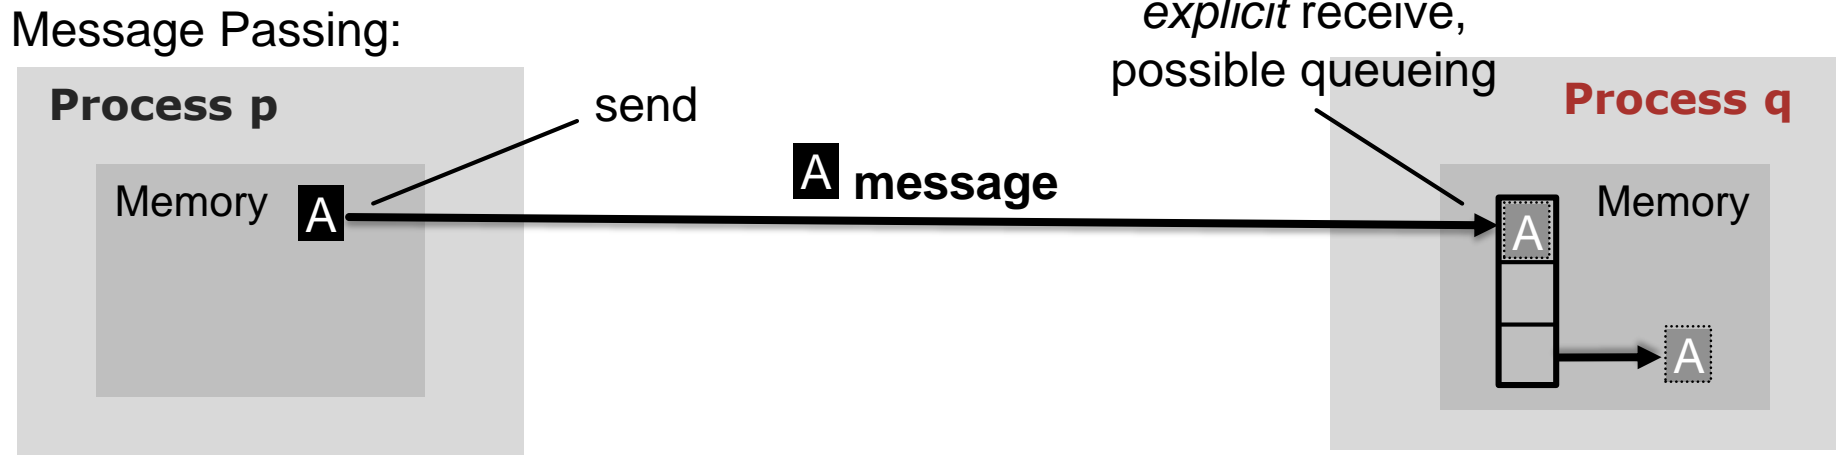 Message Passing:
explicit receive,
possible queueing
Process p
send
Process q
A message
Memory
A
A
Memory
A